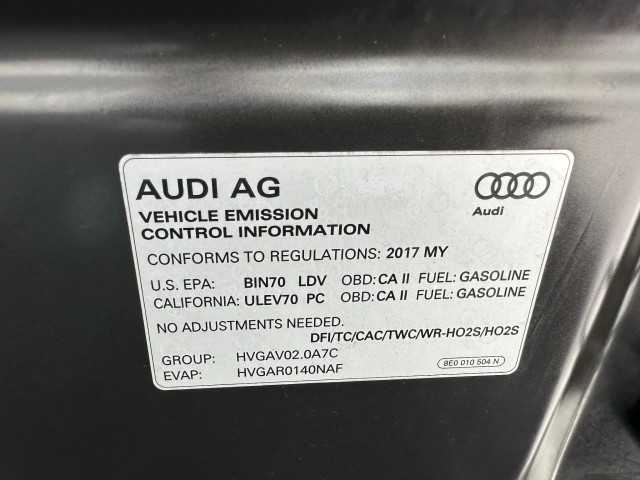 AUDI AG
Audi
VEHICLE EMISSION
CONTROL INFORMATION
CONFORMS TO REGULATIONS: 2017 MY
U.S. EPA: BIN70 LDV OBD: CA II FUEL: GASOLINE
CALIFORNIA: ULEV70 PC OBD: CA II FUEL: GASOLINE
NO ADJUSTMENTS NEEDED.
DFI/TC/CAC/TWC/WR-HO2S/HO2S
GROUP: HVGAV02.0A7C
EVAP: HVGAR0140NAF
8E0 010 504 N